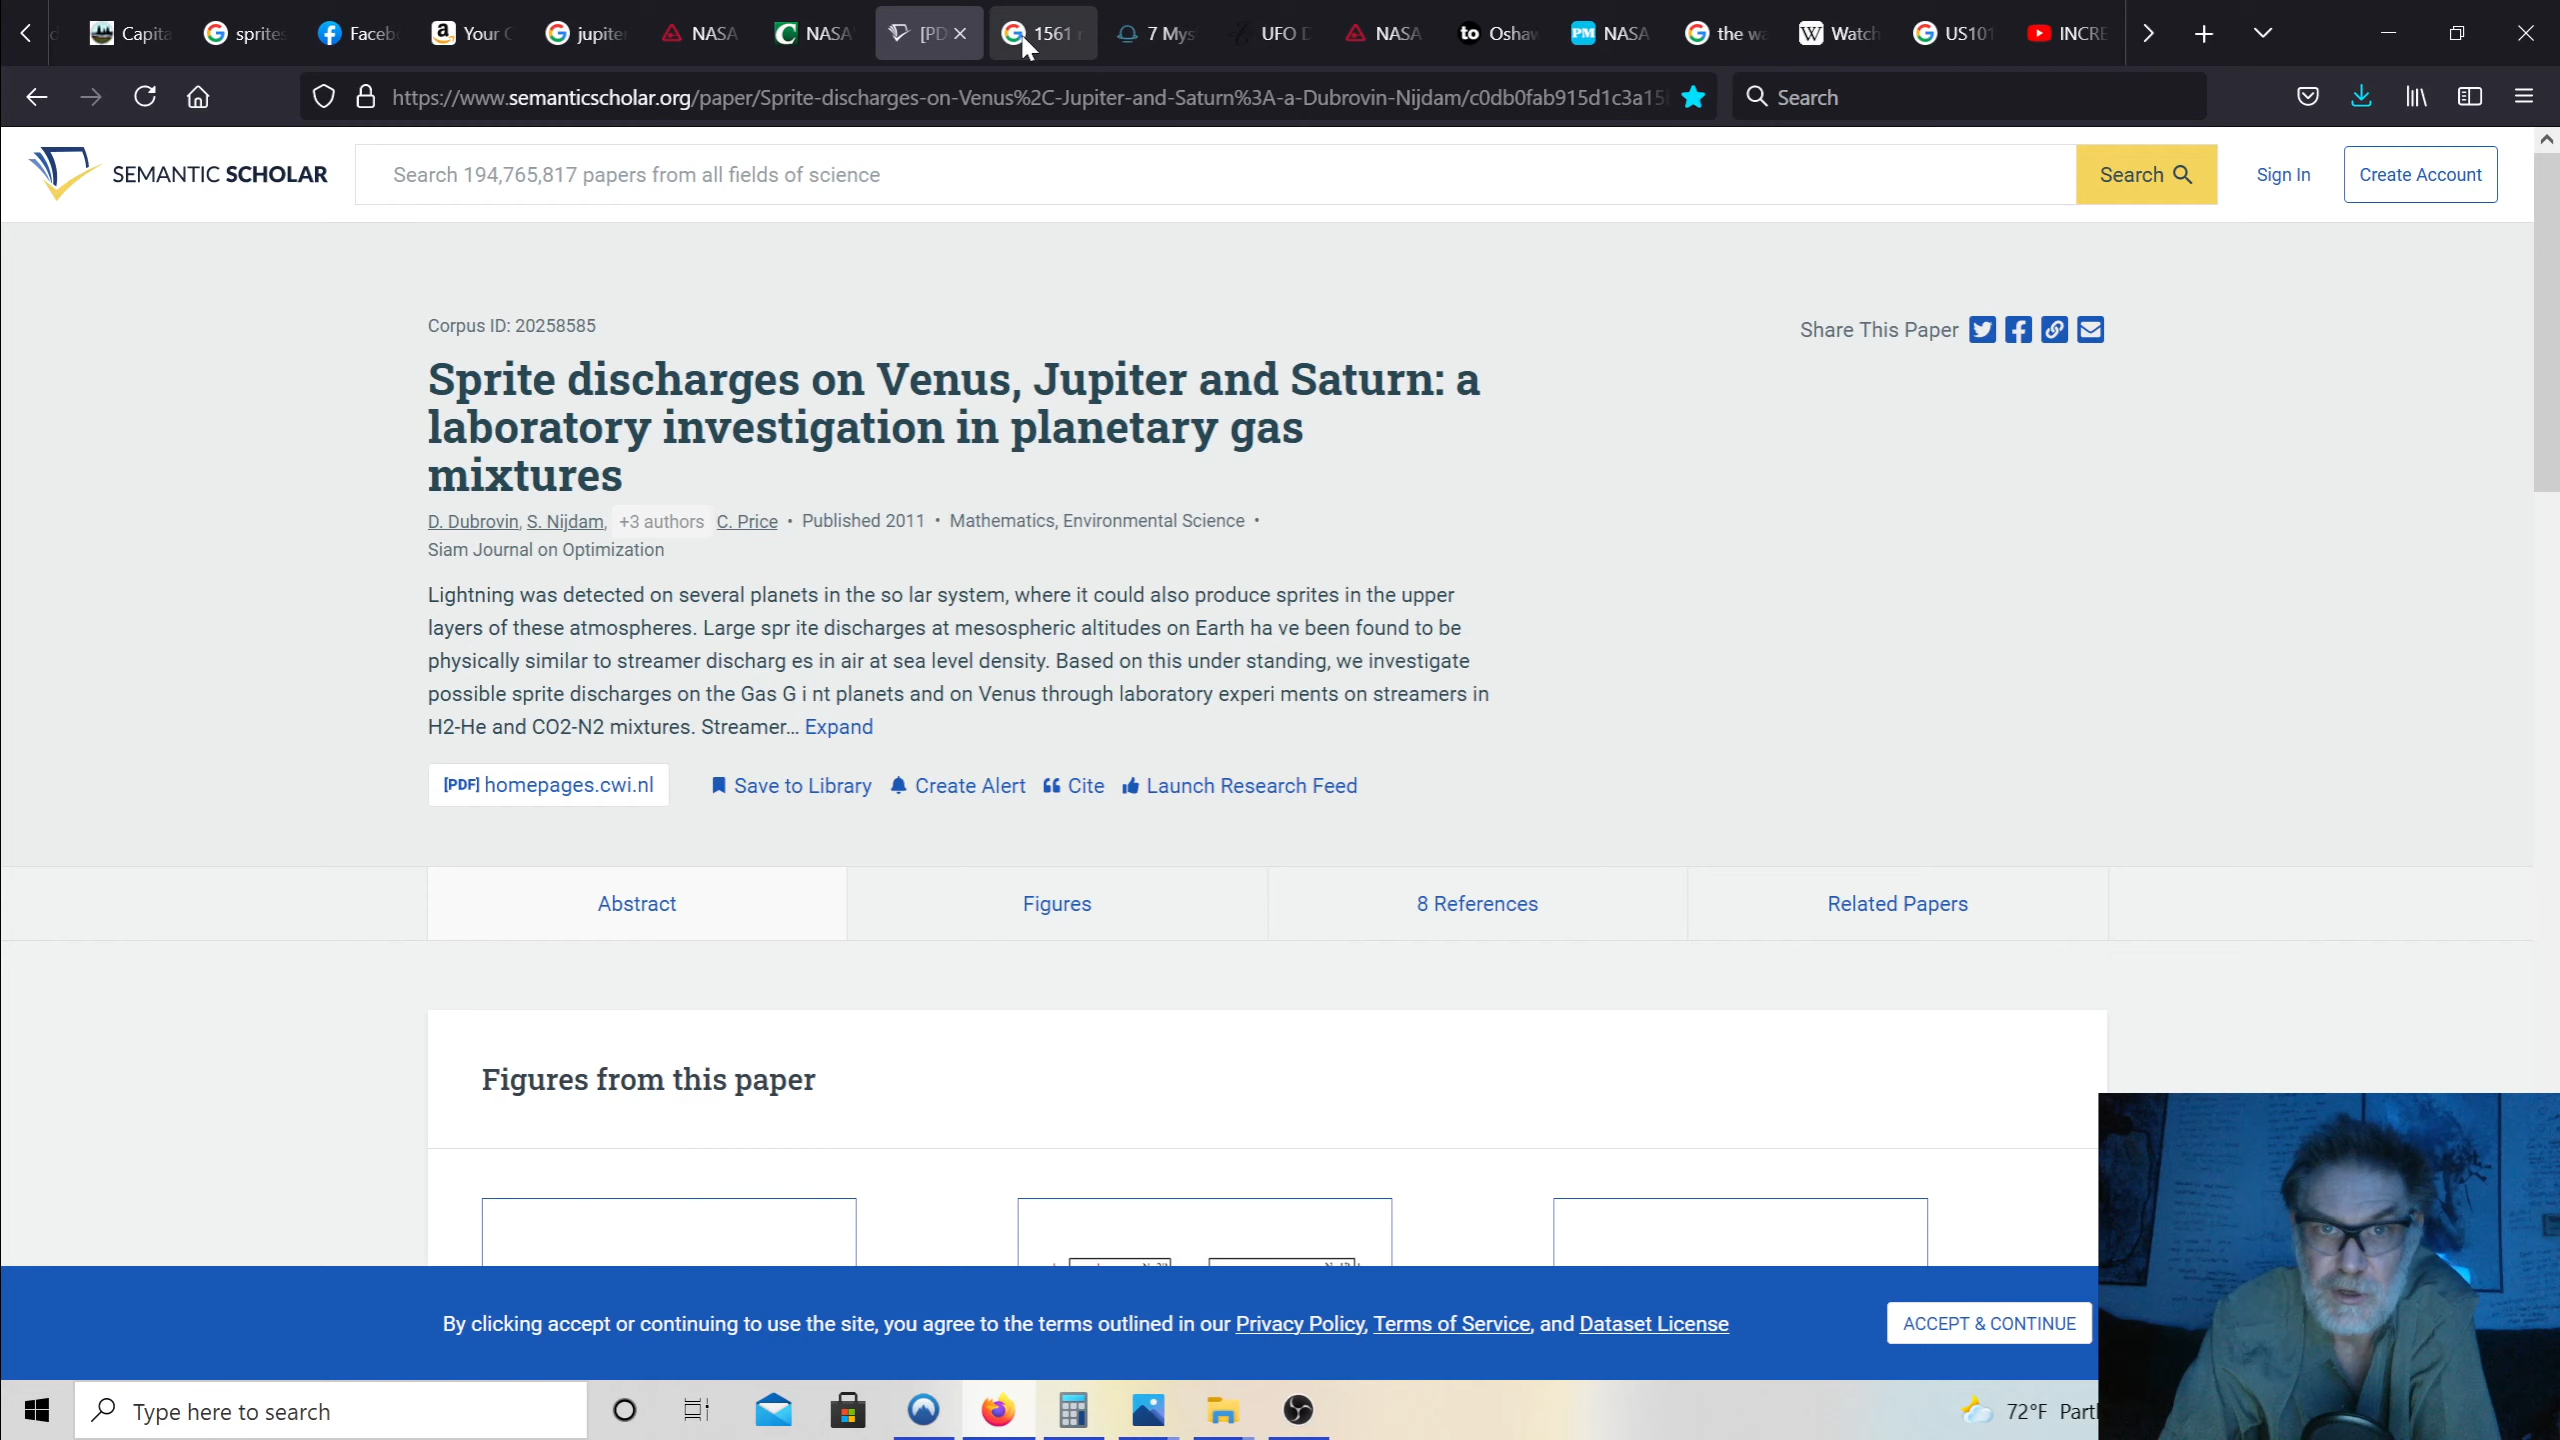 Capita
sprites
Faceb
Your
jupite
NASA
NASA
[PD
1561
7 Mys
UFO D
NASA
Oshaw
NASA
the wa
Watch
US101
INCRE
https://www.semanticscholar.org/paper/Sprite-discharges-on-Venus%2C-Jupiter-and-Saturn%3A-a-Dubrovin-Nijdam/c0db0fab915d1c3a15
Search
SEMANTIC SCHOLAR
Search 194,765,817 papers from all fields of science
Search
Sign In
Create Account
Corpus ID: 20258585
Share This Paper
Sprite discharges on Venus, Jupiter and Saturn: a
laboratory investigation in planetary gas
mixtures
D. Dubrovin, S. Nijdam, +3 authors C. Price • Published 2011 • Mathematics, Environmental Science •
Siam Journal on Optimization
Lightning was detected on several planets in the so lar system, where it could also produce sprites in the upper
layers of these atmospheres. Large spr ite discharges at mesospheric altitudes on Earth ha ve been found to be
physically similar to streamer discharg es in air at sea level density. Based on this under standing, we investigate
possible sprite discharges on the Gas G i nt planets and on Venus through laboratory experi ments on streamers in
H2-He and CO2-N2 mixtures. Streamer... Expand
[PDF] homepages.cwi.nl
Save to Library
Create Alert
Cite
Launch Research Feed
Abstract
Figures
8 References
Related Papers
Figures from this paper
By clicking accept or continuing to use the site, you agree to the terms outlined in our Privacy Policy, Terms of Service, and Dataset License
ACCEPT & CONTINUE
Type here to search
72°F Partl